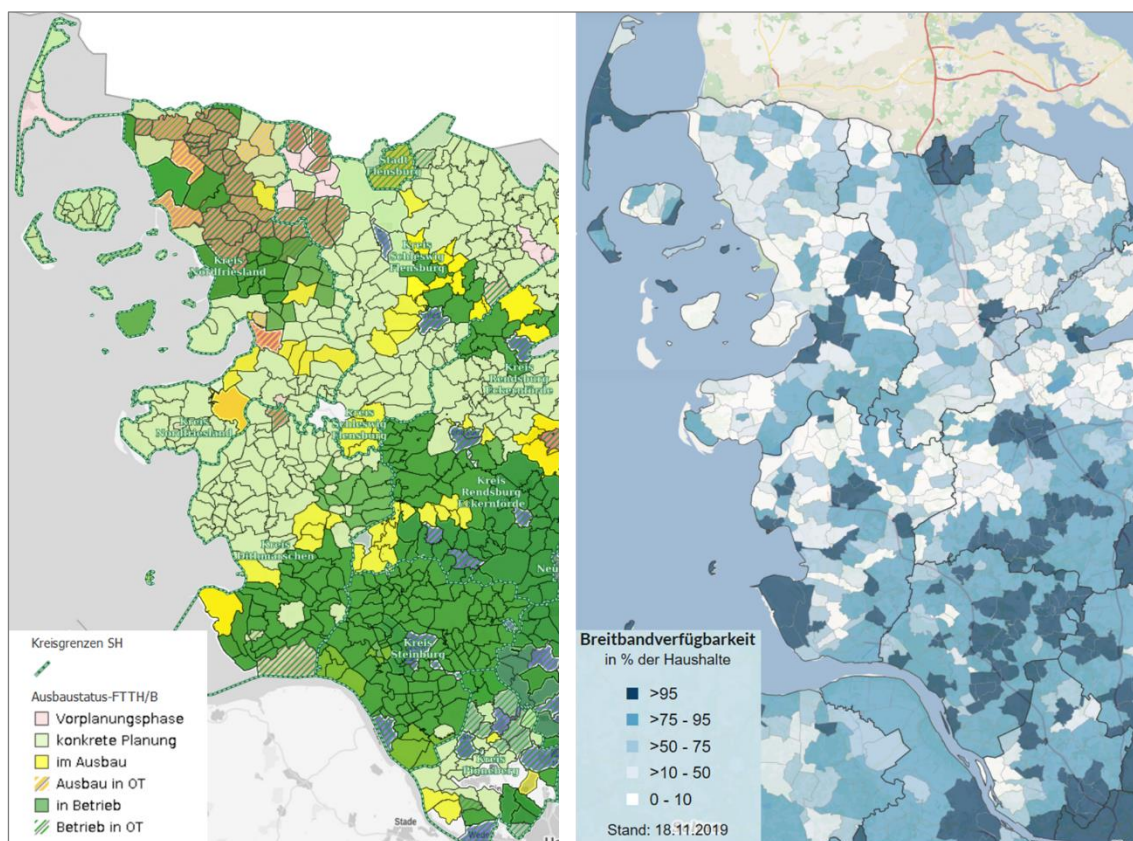 Stadt
Flensburg
Kreis
Schleswig
Flensburg
Kreis
Nordfriesland
Kreis
Rendsburg
Eckernförde
Kreis
Nordfriesland
Kreis
Schleswig
Flensburg
Kreis
Rendsburg
Eckernförde
Kreis
Dithmarschen
Kreis
Steinburg
Kreis
Pinneberg
Stade
Kreisgrenzen SH
Ausbaustatus-FTTH/B
Vorplanungsphase
konkrete Planung
im Ausbau
Ausbau in OT
in Betrieb
Betrieb in OT
Breitbandverfügbarkeit
in % der Haushalte
>95
>75 - 95
>50 - 75
>10 - 50
0 - 10
Stand: 18.11.2019